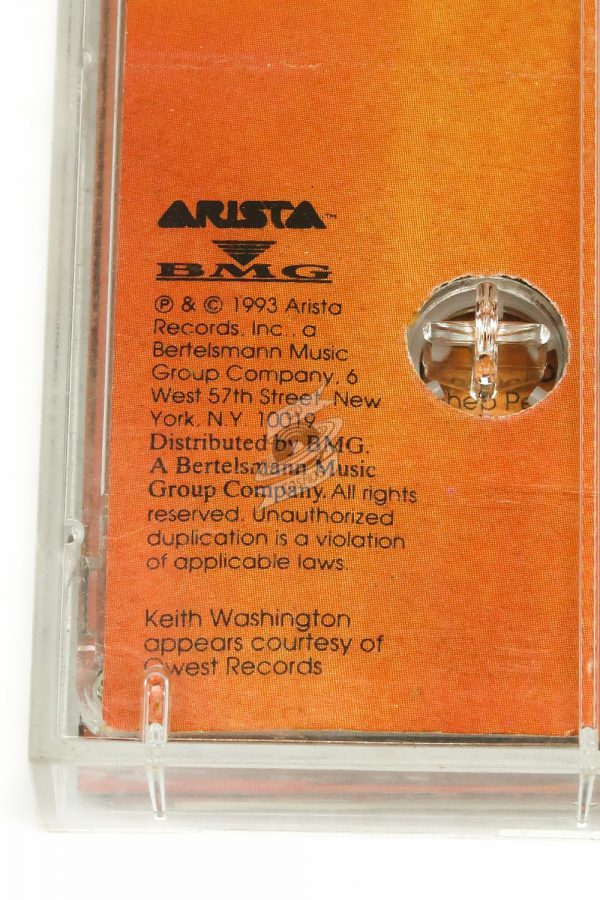 ARISTA™
BMG
℗ & © 1993 Arista
Records, Inc., a
Bertelsmann Music
Group Company, 6
West 57th Street, New
York, N.Y. 10019.
Distributed by BMG.
A Bertelsmann Music
Group Company. All rights
reserved. Unauthorized
duplication is a violation
of applicable laws.
Keith Washington
appears courtesy of
Qwest Records